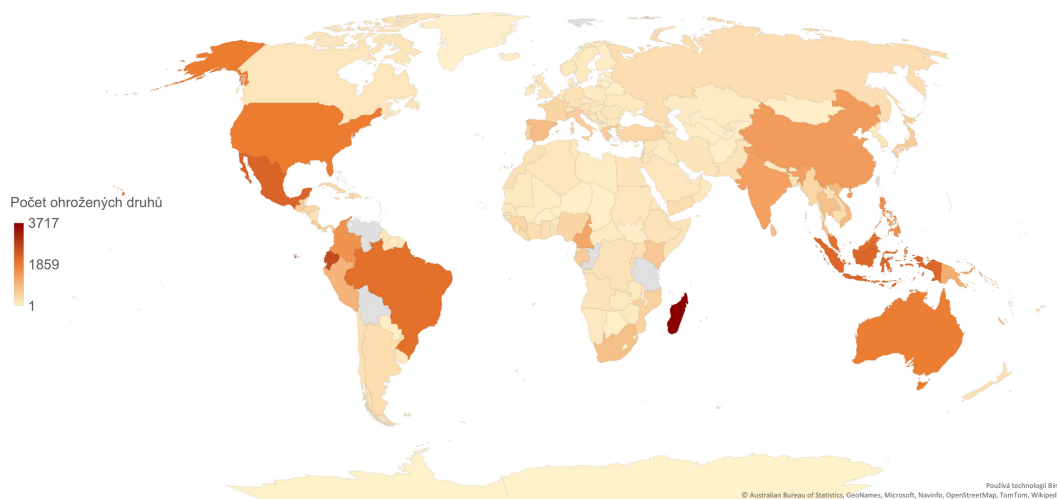 Počet ohrožených druhů
3717
1859
1
Používá technologii Bin
© Australian Bureau of Statistics, GeoNames, Microsoft, Navinfo, OpenStreetMap, TomTom, Wikiped